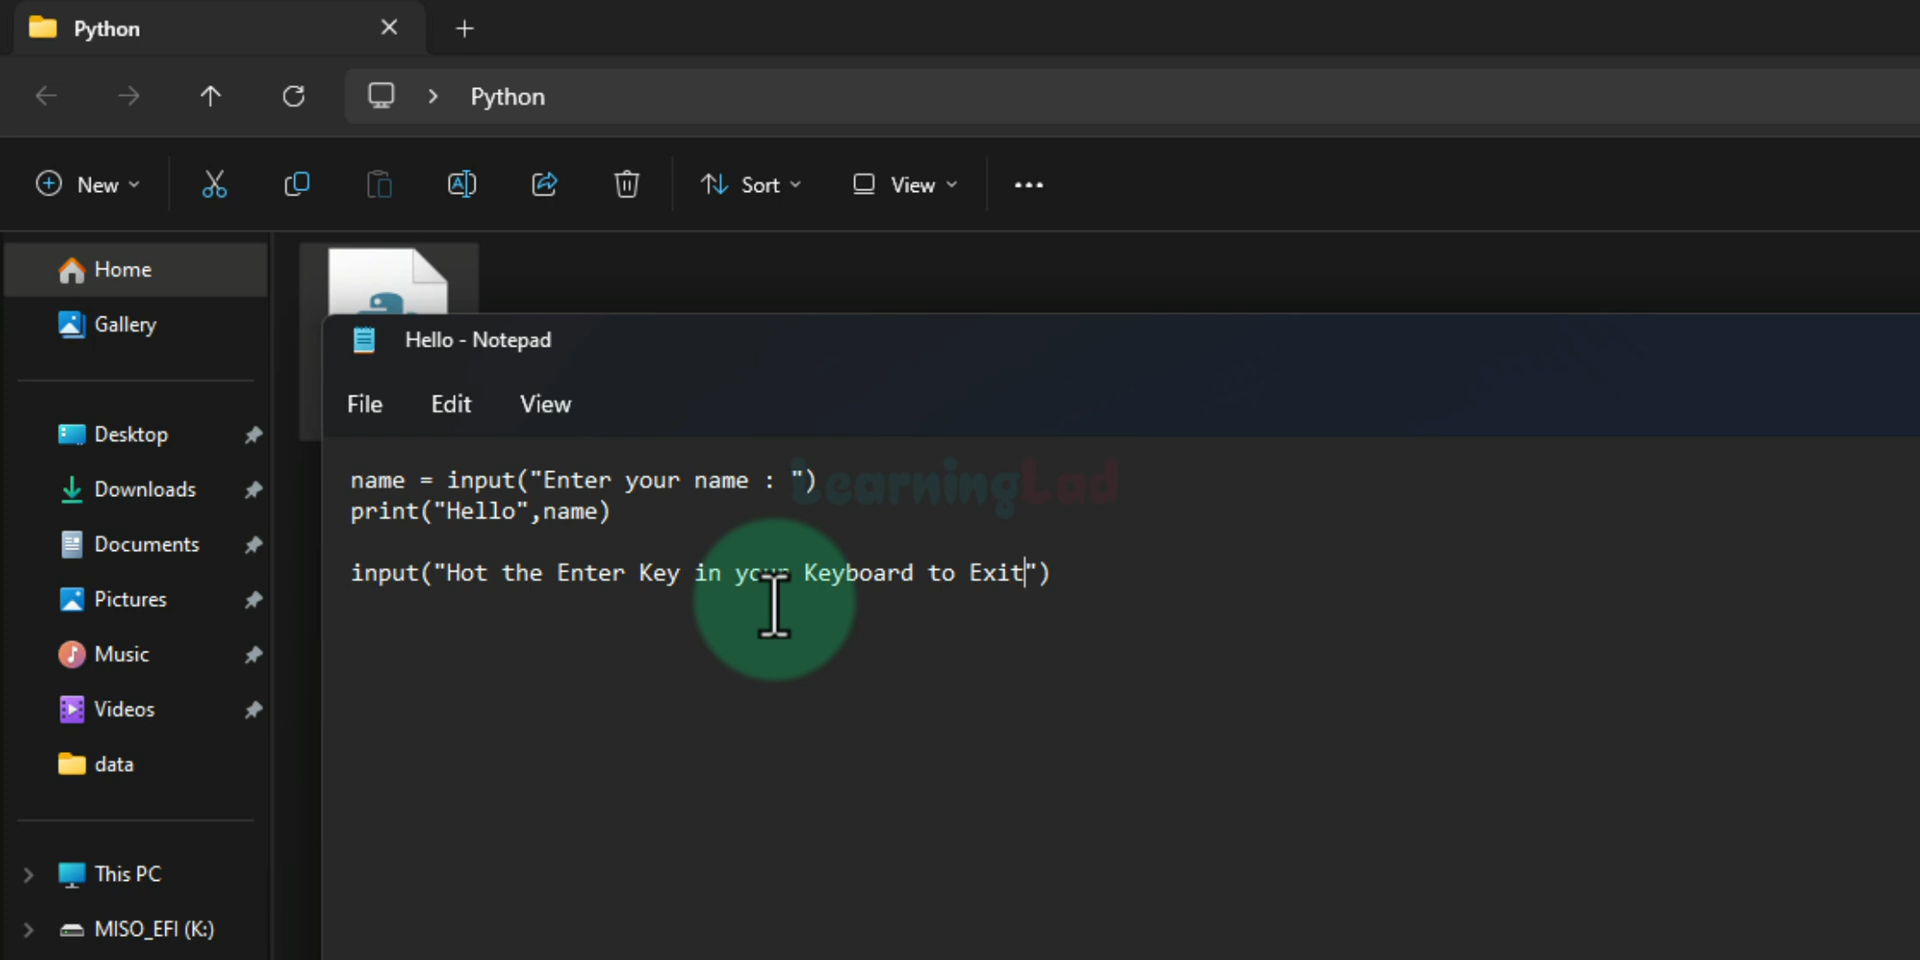 Python
Python
New
Sort
View
Home
Gallery
Hello - Notepad
File Edit View
Desktop
Downloads
Documents
Pictures
Music
Videos
data
This PC
MISO_EFI (K:)
name = input("Enter your name : ")
print("Hello",name)
input("Hot the Enter Key in your Keyboard to Exit")
LearningLad